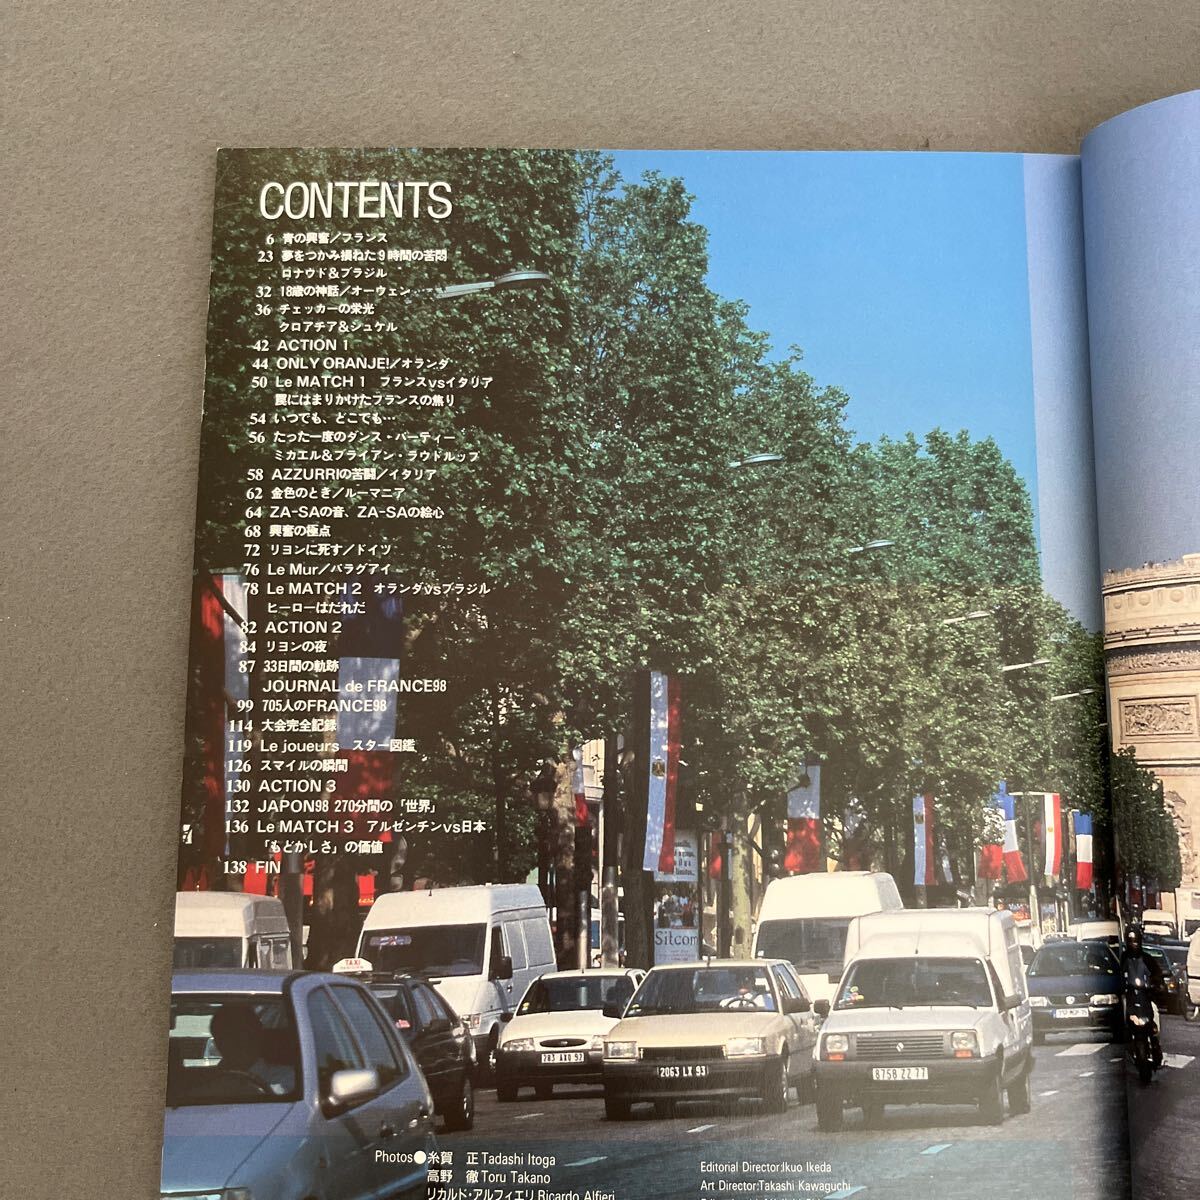 CONTENTS
6 青の興奮/フランス
23 夢をつかみ損ねた9時間の苦悶
ロナウド&ブラジル
32 18歳の神話/オーウェン
36 チェッカーの栄光
クロアチア&シュケル
42 ACTION 1
44 ONLY ORANJE!/オランダ
50 Le MATCH 1 フランスvsイタリア
罠にはまりかけたフランスの焦り
54 いつでも、どこでも…
56 たった一度のダンス・パーティー
ミカエル&ブライアン・ラウドルップ
58 AZZURRIの苦闘/イタリア
62 金色のとき/ルーマニア
64 ZA-SAの音、ZA-SAの絵心
68 興奮の極点
72 リヨンに死す/ドイツ
76 Le Mur/パラグアイ
78 Le MATCH 2 オランダvsブラジル
ヒーローはだれだ
82 ACTION 2
84 リヨンの夜
87 33日間の軌跡
JOURNAL de FRANCE98
99 705人のFRANCE98
114 大会完全記録
119 Le joueurs スター図鑑
126 スマイルの瞬間
130 ACTION 3
132 JAPON98 270分間の「世界」
136 Le MATCH 3 アルゼンチンvs日本
「もどかしさ」の価値
138 FIN
Sitcom
TAXI
783 AXQ 92
2063 LX 93
8758 ZZ 77
Photos●糸賀 正 Tadashi Itoga
高野 徹 Toru Takano
リカルド・アルフィエリ Ricardo Alfieri
Editorial Director:Ikuo Ikeda
Art Director:Takashi Kawaguchi